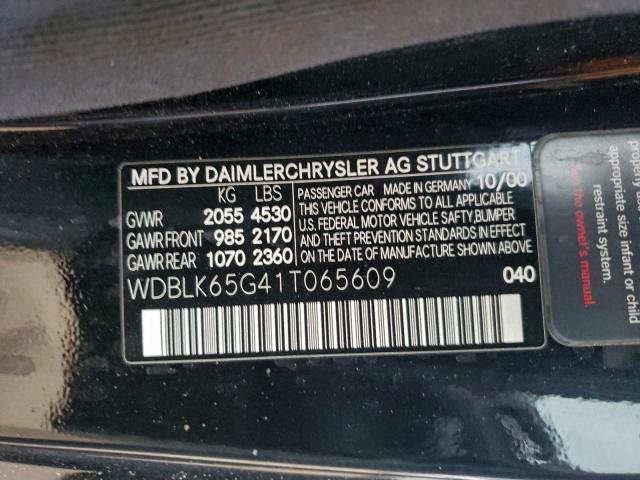 MFD BY DAIMLERCHRYSLER AG STUTTGART
KG LBS
GVWR 2055 4530
GAWR FRONT 985 2170
GAWR REAR 1070 2360
PASSENGER CAR MADE IN GERMANY 10/00
THIS VEHICLE CONFORMS TO ALL APPLICABLE
U.S. FEDERAL MOTOR VEHICLE SAFTY,BUMPER
AND THEFT PREVENTION STANDARDS IN EFFECT
ON THE DATE OF MANUFACTURE SHOWN ABOVE
WDBLK65G41T065609
040
appropriate size infant or child
restraint system.
the owner's manual.